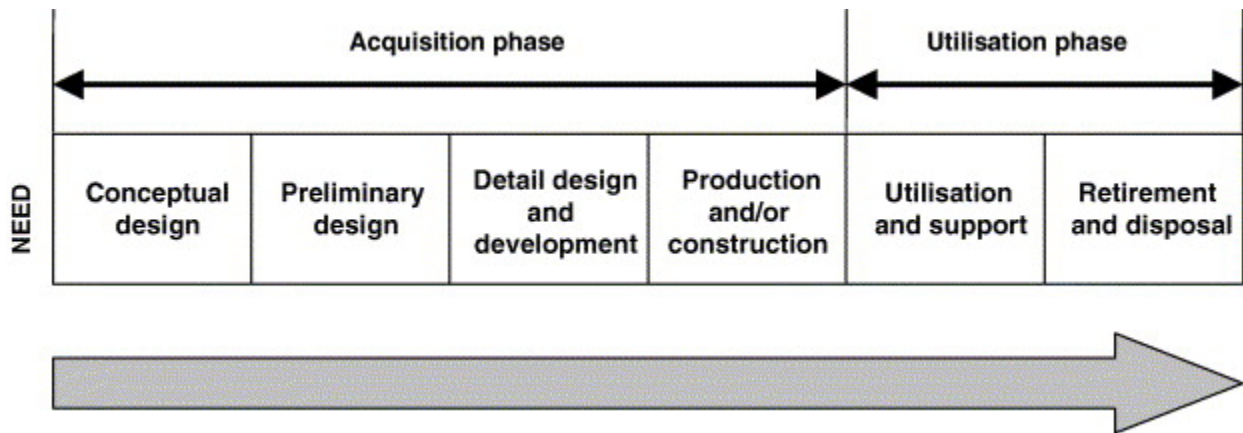 Acquisition phase
Utilisation phase
NEED
Conceptual
design
Preliminary
design
Detail design
and
development
Production
and/or
construction
Utilisation
and support
Retirement
and disposal